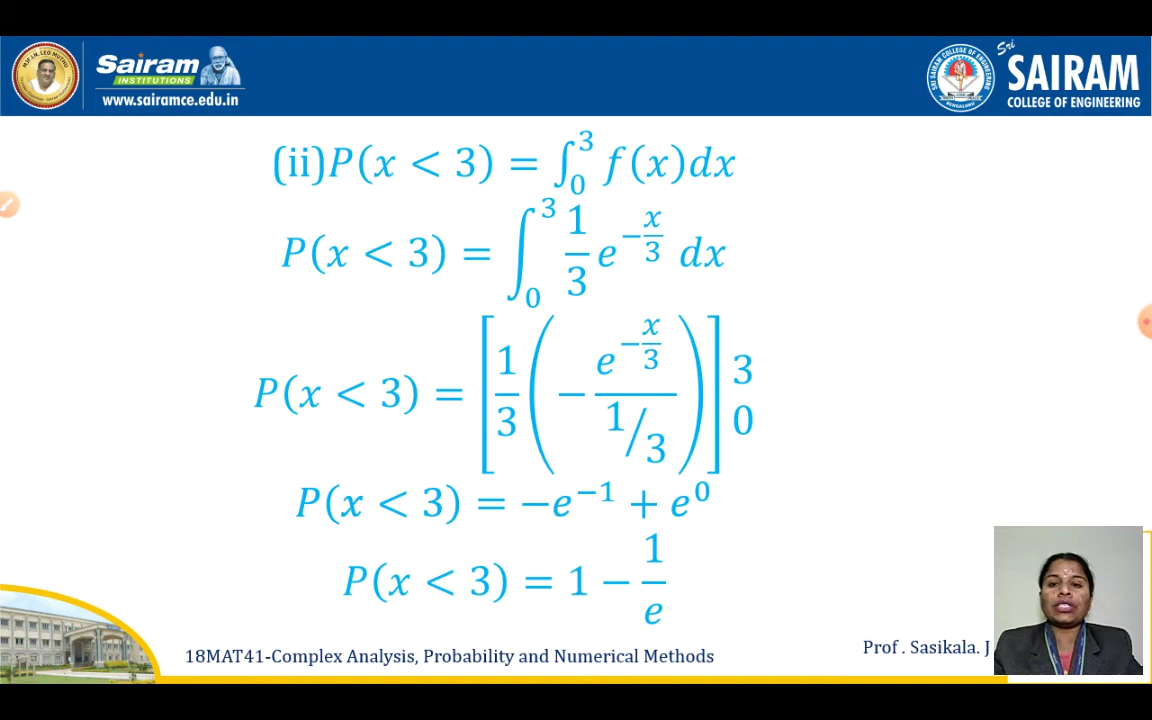 Sairam
INSTITUTIONS
www.sairamce.edu.in
Sri
SAIRAM
COLLEGE OF ENGINEERING
(ii)P(x < 3) = ∫₀³ f(x)dx
P(x < 3) = ∫₀³ 1/3 e^(−x/3) dx
P(x < 3) = [1/3 (− e^(−x/3) / (1/3))] 3 0
P(x < 3) = −e⁻¹ + e⁰
P(x < 3) = 1 − 1/e
18MAT41-Complex Analysis, Probability and Numerical Methods
Prof . Sasikala. J